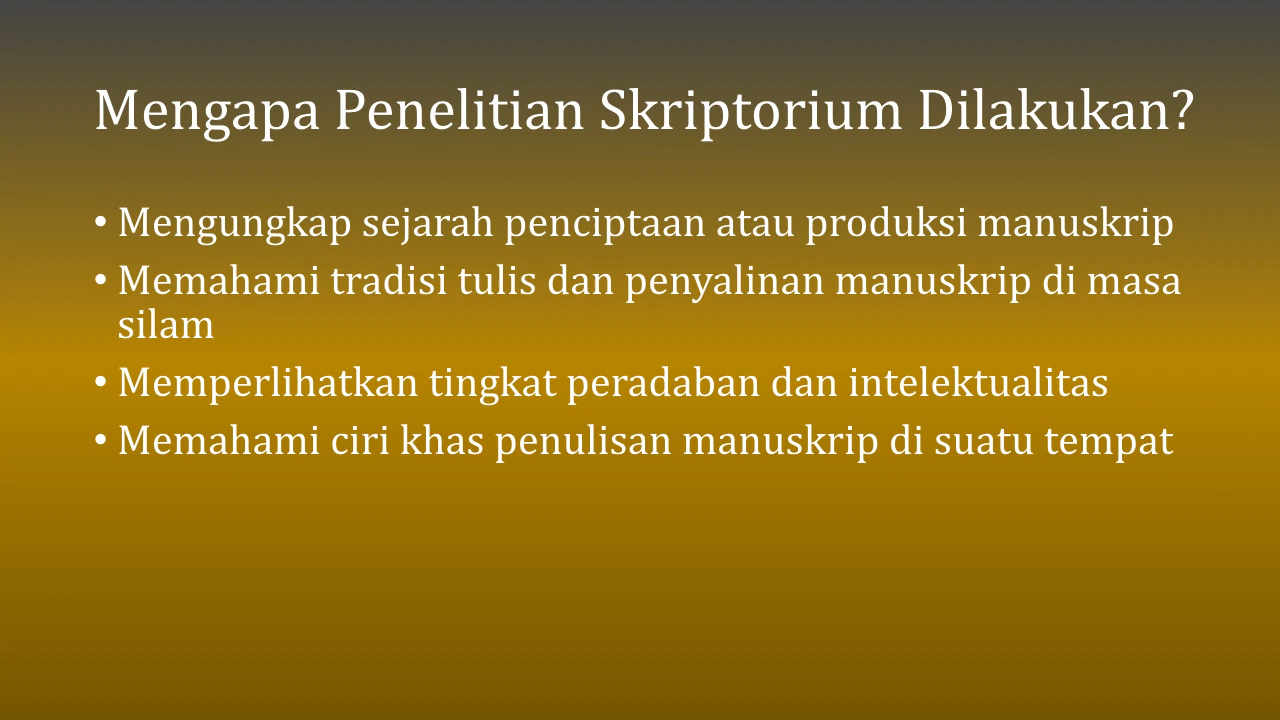 Mengapa Penelitian Skriptorium Dilakukan?
• Mengungkap sejarah penciptaan atau produksi manuskrip
• Memahami tradisi tulis dan penyalinan manuskrip di masa
silam
• Memperlihatkan tingkat peradaban dan intelektualitas
• Memahami ciri khas penulisan manuskrip di suatu tempat